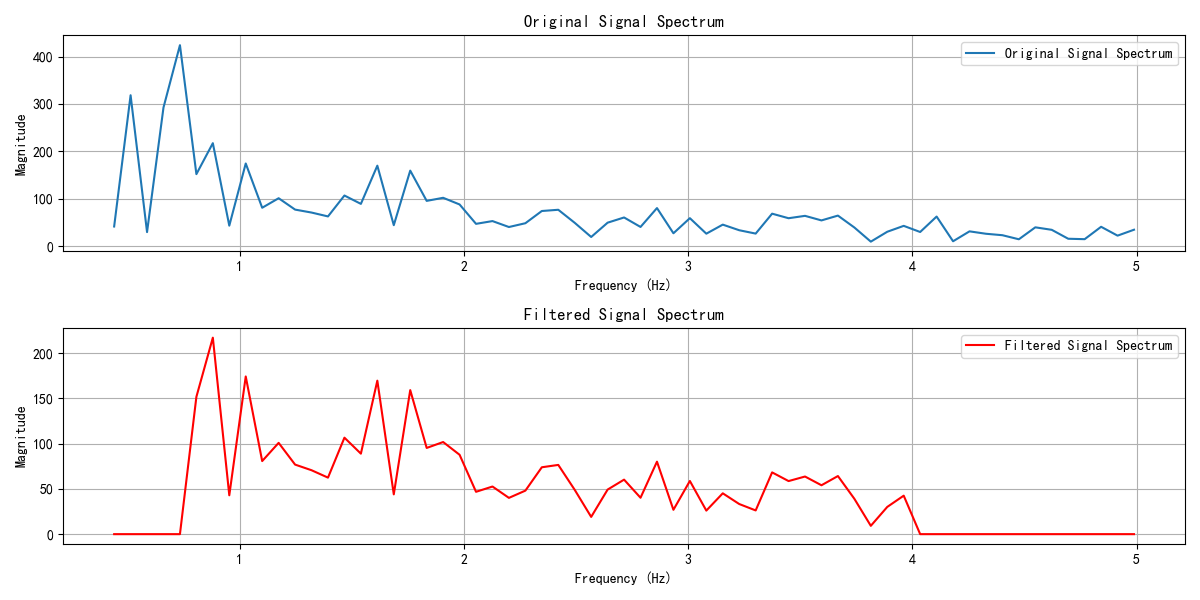 Original Signal Spectrum
Original Signal Spectrum
400
300
200
100
0
Magnitude
1 2 3 4 5
Frequency (Hz)
Filtered Signal Spectrum
Filtered Signal Spectrum
200
150
100
50
0
Magnitude
1 2 3 4 5
Frequency (Hz)